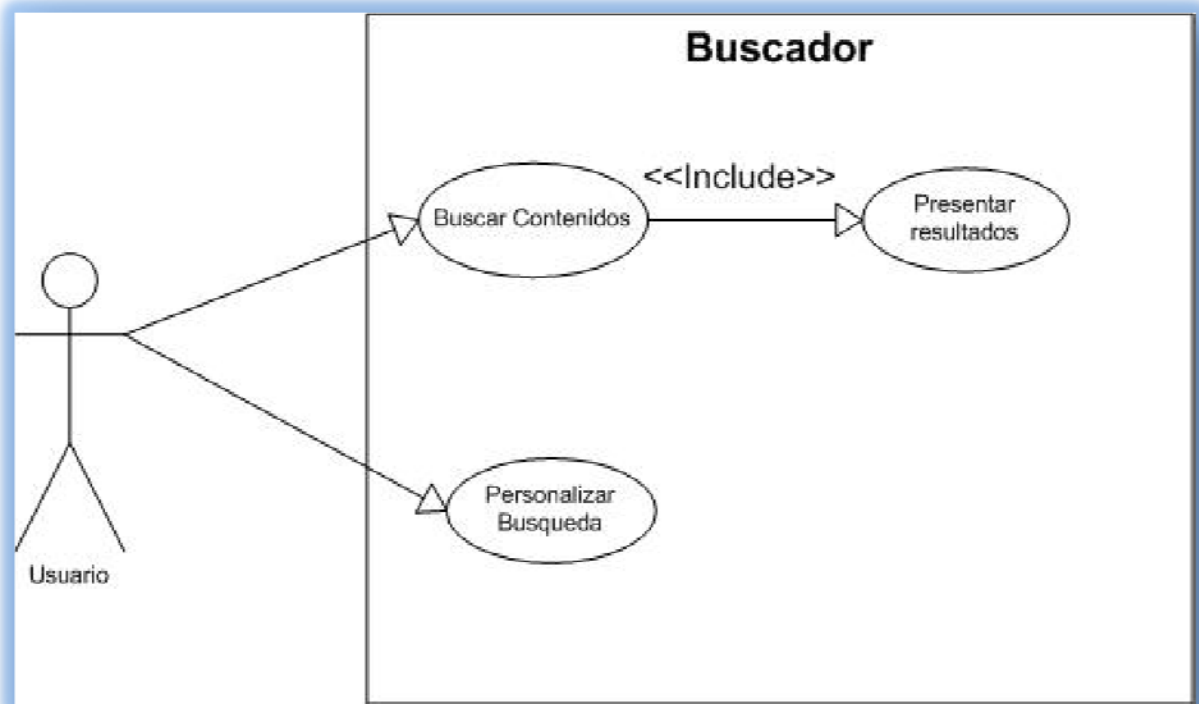 Buscador
<<Include>>
Buscar Contenidos
Presentar
resultados
Personalizar
Busqueda
Usuario